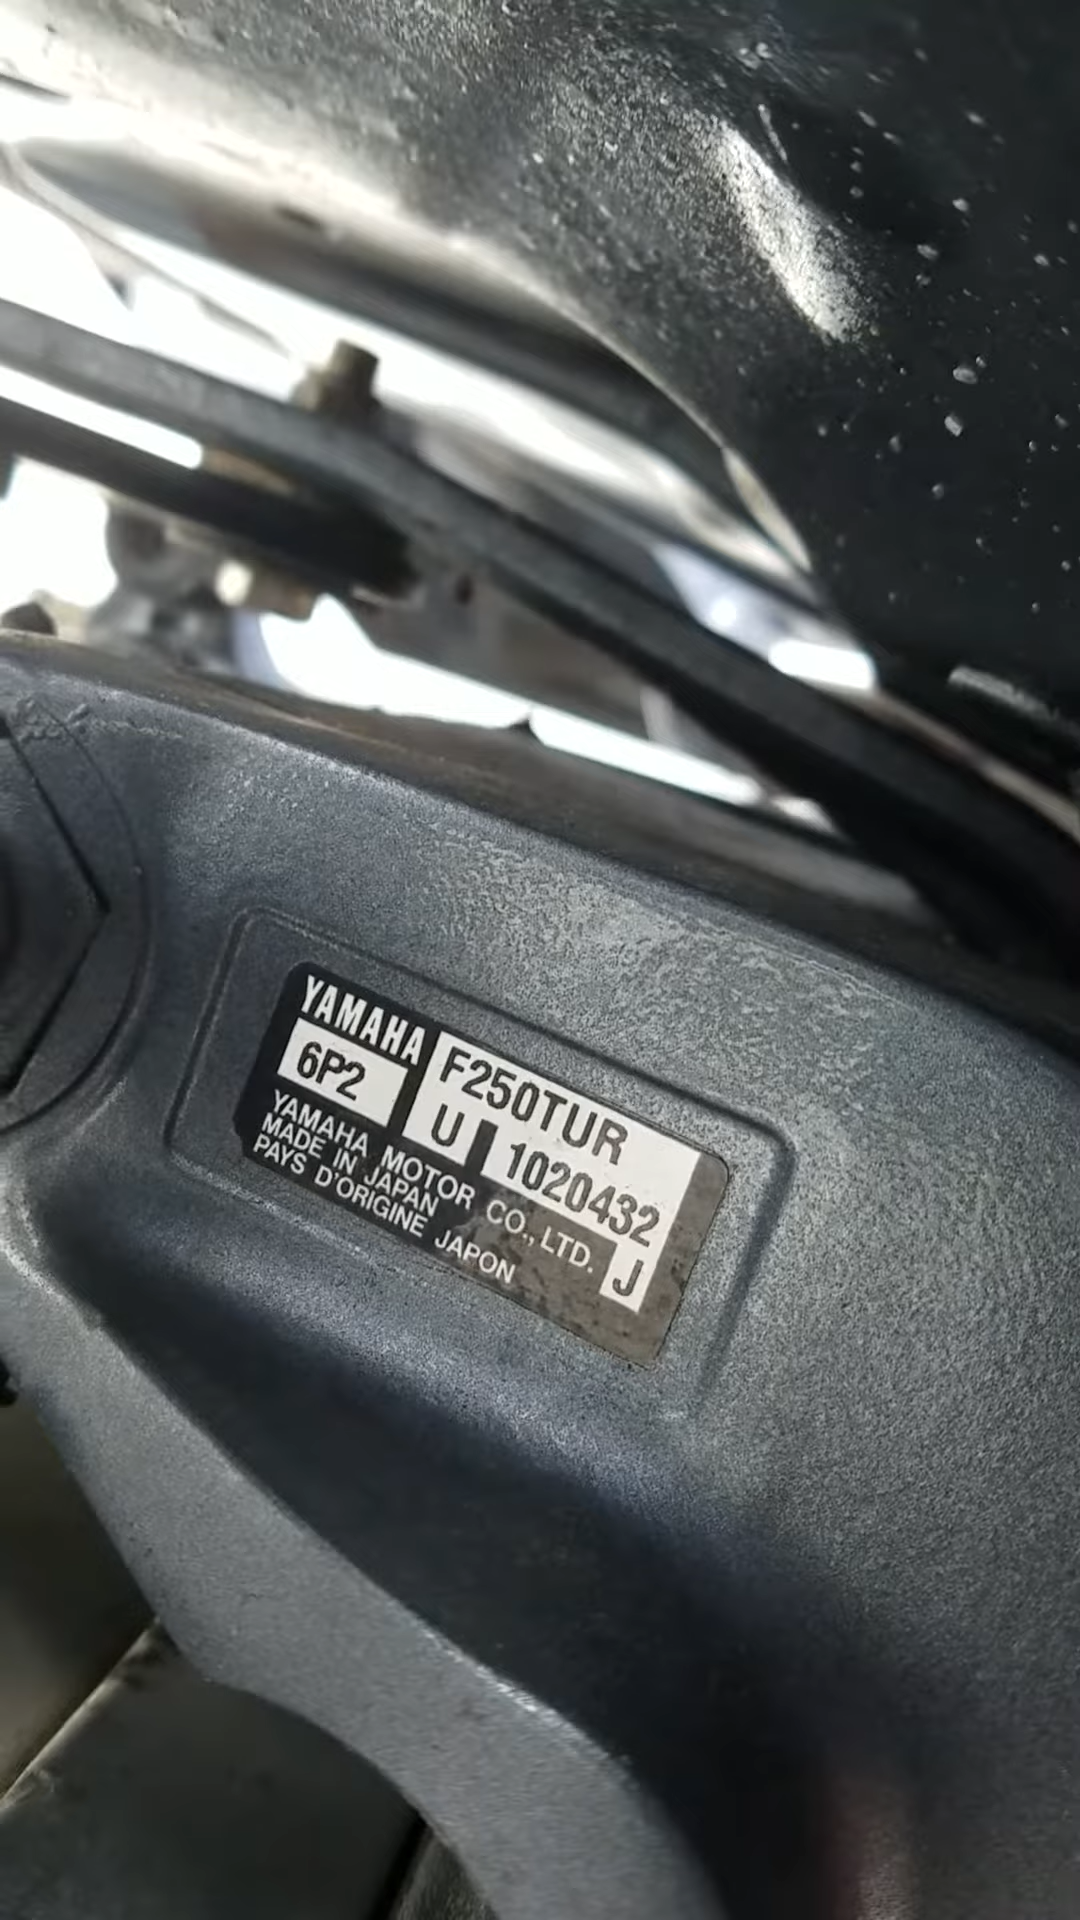 YAMAHA
F250TUR
6P2
U 1020432
YAMAHA MOTOR CO., LTD.
MADE IN JAPAN
PAYS D'ORIGINE JAPON
J